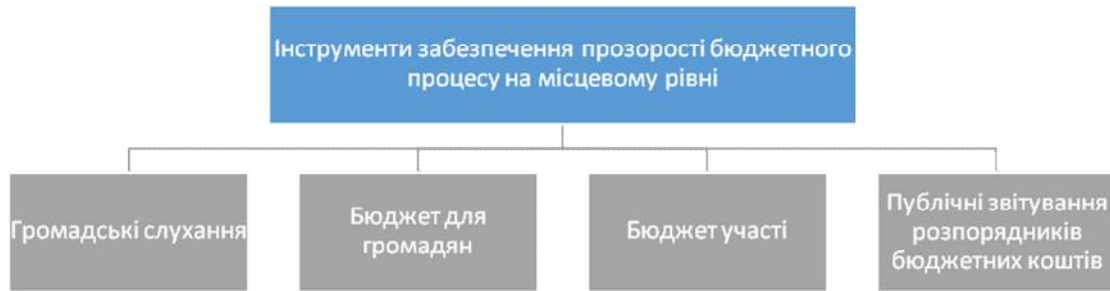 Інструменти забезпечення прозорості бюджетного
процесу на місцевому рівні
Громадські слухання
Бюджет для
громадян
Бюджет участі
Публічні звітування
розпорядників
бюджетних коштів